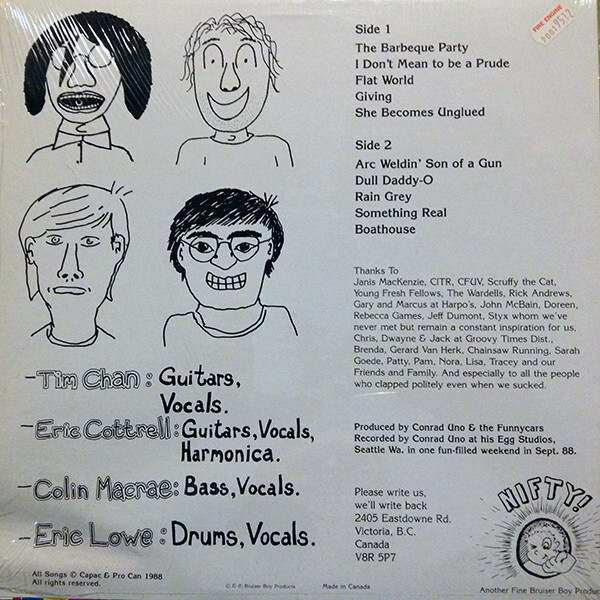 Side 1
The Barbeque Party
I Don't Mean to be a Prude
Flat World
Giving
She Becomes Unglued
Side 2
Arc Weldin' Son of a Gun
Dull Daddy-O
Rain Grey
Something Real
Boathouse
Thanks To
Janis MacKenzie, CITR, CFUV, Scruffy the Cat,
Young Fresh Fellows, The Wardells, Rick Andrews,
Gary and Marcus at Harpo's, John McBain, Doreen,
Rebecca Games, Jeff Dumont, Styx whom we've
never met but remain a constant inspiration for us,
Chris, Dwayne & Jack at Groovy Times Dist.,
Brenda, Gerard Van Herk, Chainsaw Running, Sarah
Goede, Patty, Pam, Nora, Lisa, Tracey and our
Friends and Family. And especially to all the people
who clapped politely even when we sucked.
Produced by Conrad Uno & the Funnycars
Recorded by Conrad Uno at his Egg Studios,
Seattle Wa. in one fun-filled weekend in Sept. 88.
Please write us,
we'll write back
2405 Eastdowne Rd.
Victoria, B.C.
Canada
V8R 5P7
-Tim Chan: Guitars,
Vocals.
-Eric Cottrell: Guitars, Vocals,
Harmonica.
-Colin Macrae: Bass, Vocals.
-Eric Lowe: Drums, Vocals.
All Songs © Capac & Pro Can 1988
All rights reserved.
Bruiser Boy Products
Made in Canada
NIFTY!
Another Fine Bruiser Boy Produc
FIRE ENGINE